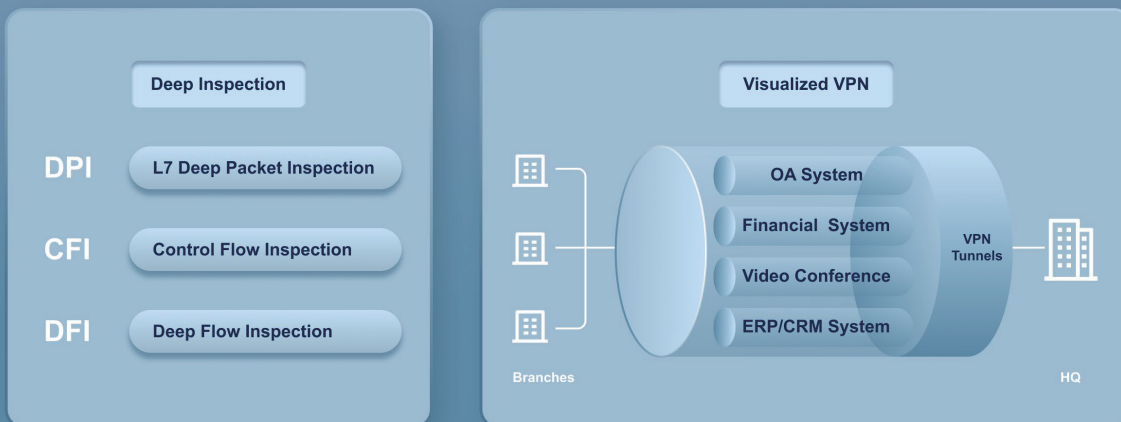 Deep Inspection
DPI
L7 Deep Packet Inspection
CFI
Control Flow Inspection
DFI
Deep Flow Inspection
Visualized VPN
OA System
Financial System
Video Conference
ERP/CRM System
VPN
Tunnels
Branches
HQ